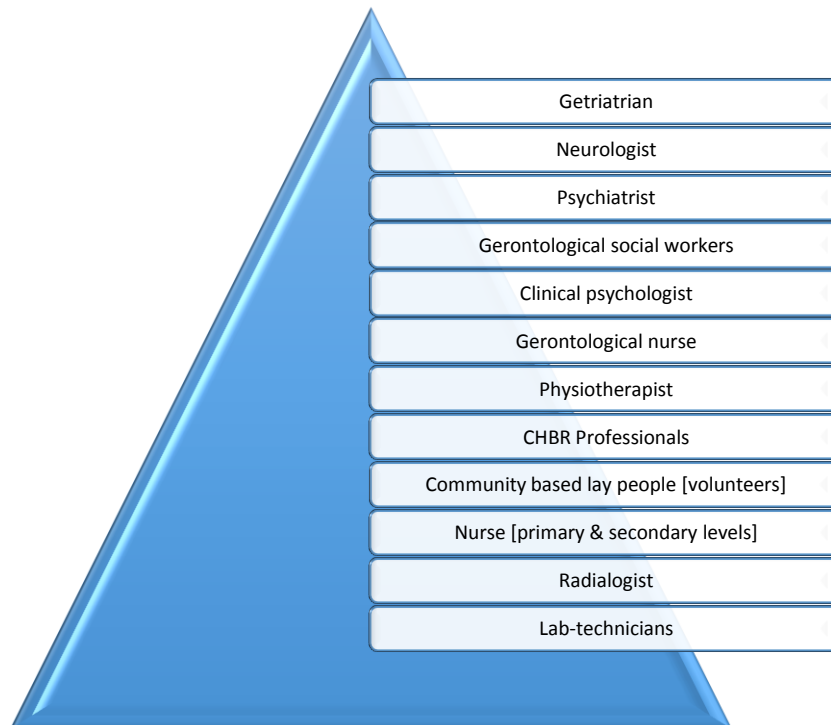 Getriatrian
Neurologist
Psychiatrist
Gerontological social workers
Clinical psychologist
Gerontological nurse
Physiotherapist
CHBR Professionals
Community based lay people [volunteers]
Nurse [primary & secondary levels]
Radialogist
Lab-technicians